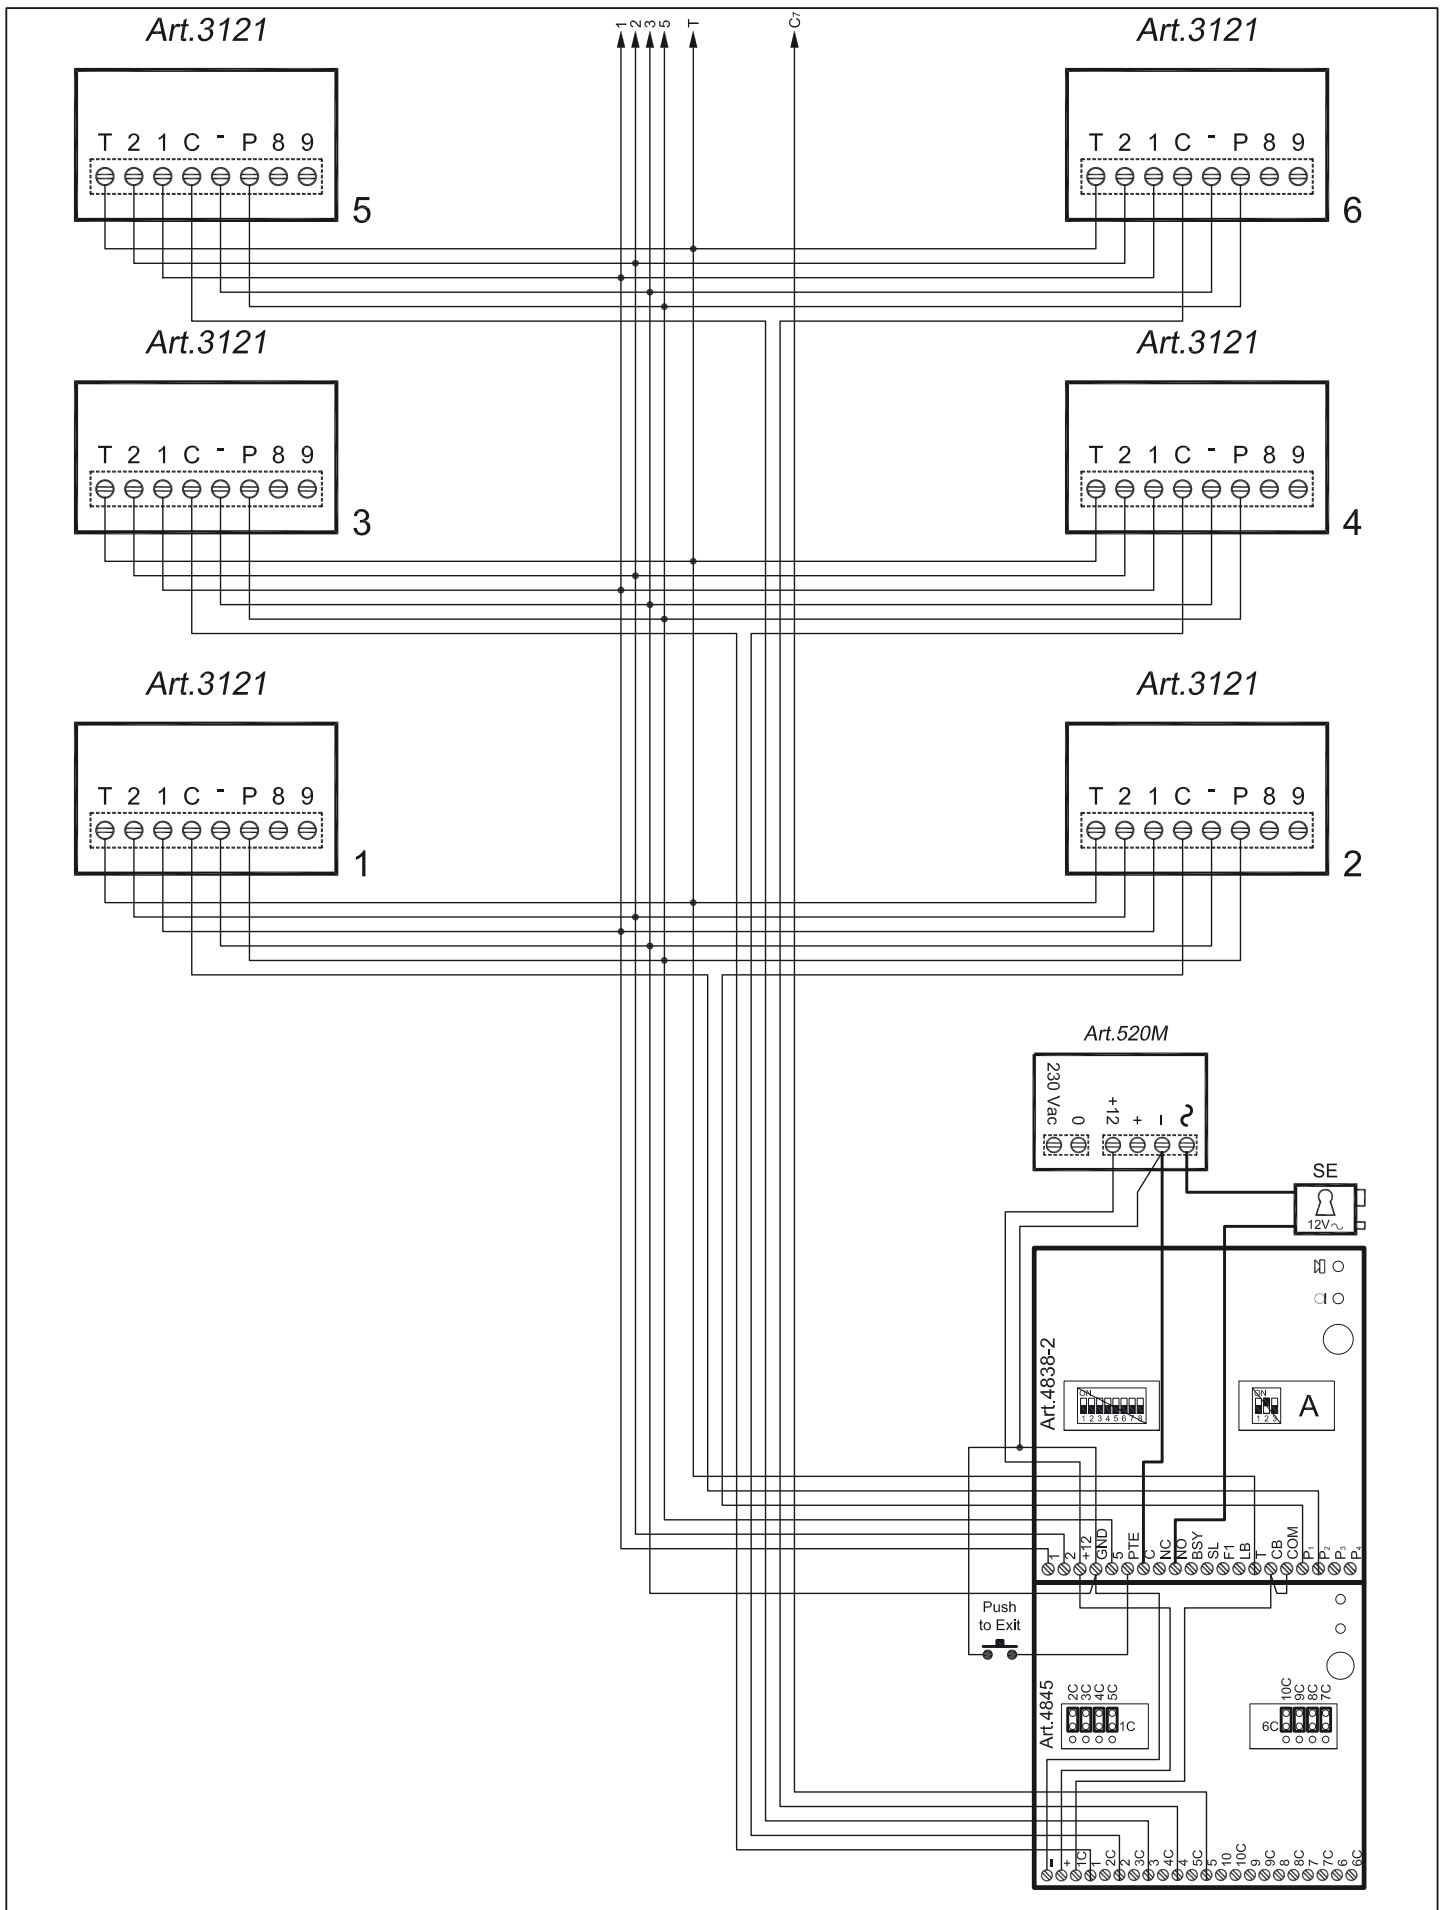 1 2 3 5 T C7
Art.3121 Art.3121
T 2 1 C - P 8 9
5
T 2 1 C - P 8 9
6
Art.3121 Art.3121
T 2 1 C - P 8 9
3
T 2 1 C - P 8 9
4
Art.3121 Art.3121
T 2 1 C - P 8 9
1
T 2 1 C - P 8 9
2
Art.520M
230 Vac 0 +12 + - ~
SE
12V~
Art.4838-2
ON
1 2 3 4 5 6 7 8
ON
1 2 3
A
1 2 +12 GND 5 PTE C NC NO BSY SL F1 LB T CB COM P1 P2 P3 P4
Push
to Exit
Art.4845
2C 3C 4C 5C
1C
10C 9C 8C 7C
6C
- + 1C 1 2C 2 3C 3 4C 4 5C 5 10 10C 9 9C 8 8C 7 7C 6 6C